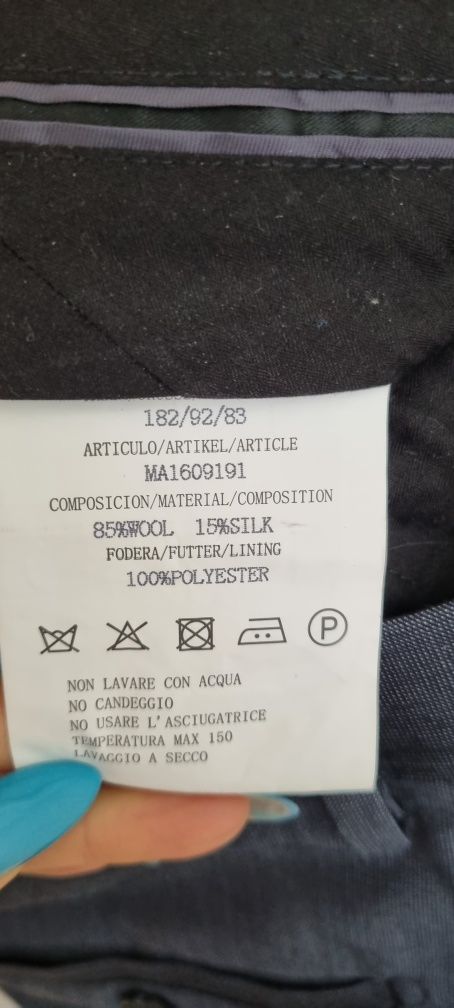 182/92/83
ARTICULO/ARTIKEL/ARTICLE
MA1609191
COMPOSICION/MATERIAL/COMPOSITION
85%WOOL 15%SILK
FODERA/FUTTER/LINING
100%POLYESTER
P
NON LAVARE CON ACQUA
NO CANDEGGIO
NO USARE L'ASCIUGATRICE
TEMPERATURA MAX 150
LAVAGGIO A SECCO